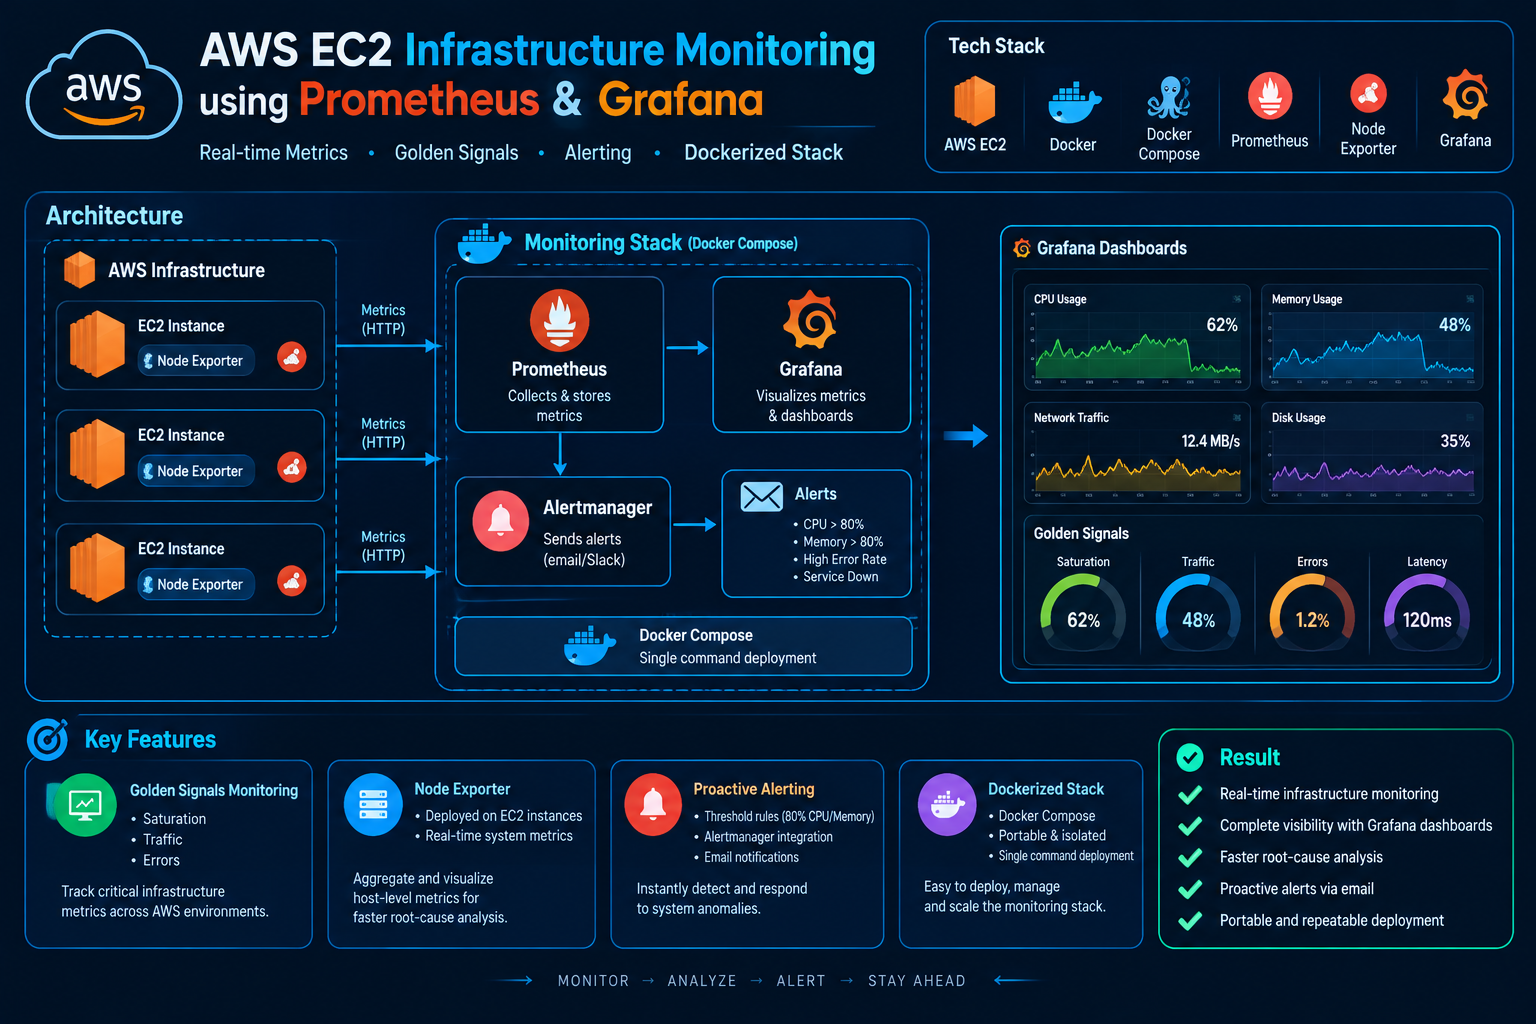 aws
AWS EC2 Infrastructure Monitoring
using Prometheus & Grafana
Real-time Metrics • Golden Signals • Alerting • Dockerized Stack
Tech Stack
AWS EC2
Docker
Docker
Compose
Prometheus
Node
Exporter
Grafana
Architecture
AWS Infrastructure
EC2 Instance
Node Exporter
EC2 Instance
Node Exporter
EC2 Instance
Node Exporter
Metrics
(HTTP)
Metrics
(HTTP)
Metrics
(HTTP)
Monitoring Stack (Docker Compose)
Prometheus
Collects & stores
metrics
Grafana
Visualizes metrics
& dashboards
Alertmanager
Sends alerts
(email/Slack)
Alerts
• CPU > 80%
• Memory > 80%
• High Error Rate
• Service Down
Docker Compose
Single command deployment
Grafana Dashboards
CPU Usage
62%
Memory Usage
48%
Network Traffic
12.4 MB/s
Disk Usage
35%
Golden Signals
Saturation
62%
Traffic
48%
Errors
1.2%
Latency
120ms
Key Features
Golden Signals Monitoring
• Saturation
• Traffic
• Errors
Track critical infrastructure
metrics across AWS environments.
Node Exporter
• Deployed on EC2 instances
• Real-time system metrics
Aggregate and visualize
host-level metrics for
faster root-cause analysis.
Proactive Alerting
• Threshold rules (80% CPU/Memory)
• Alertmanager integration
• Email notifications
Instantly detect and respond
to system anomalies.
Dockerized Stack
• Docker Compose
• Portable & isolated
• Single command deployment
Easy to deploy, manage
and scale the monitoring stack.
Result
Real-time infrastructure monitoring
Complete visibility with Grafana dashboards
Faster root-cause analysis
Proactive alerts via email
Portable and repeatable deployment
MONITOR → ANALYZE → ALERT → STAY AHEAD